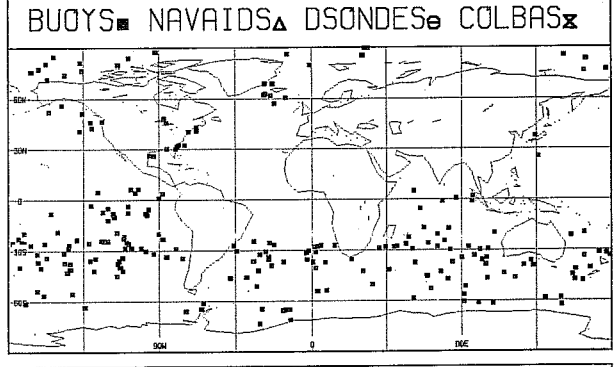 BUOYS NAVAIDS DSONDES COLBAS
60N
30N
0
30S
60S
90W
0
90E